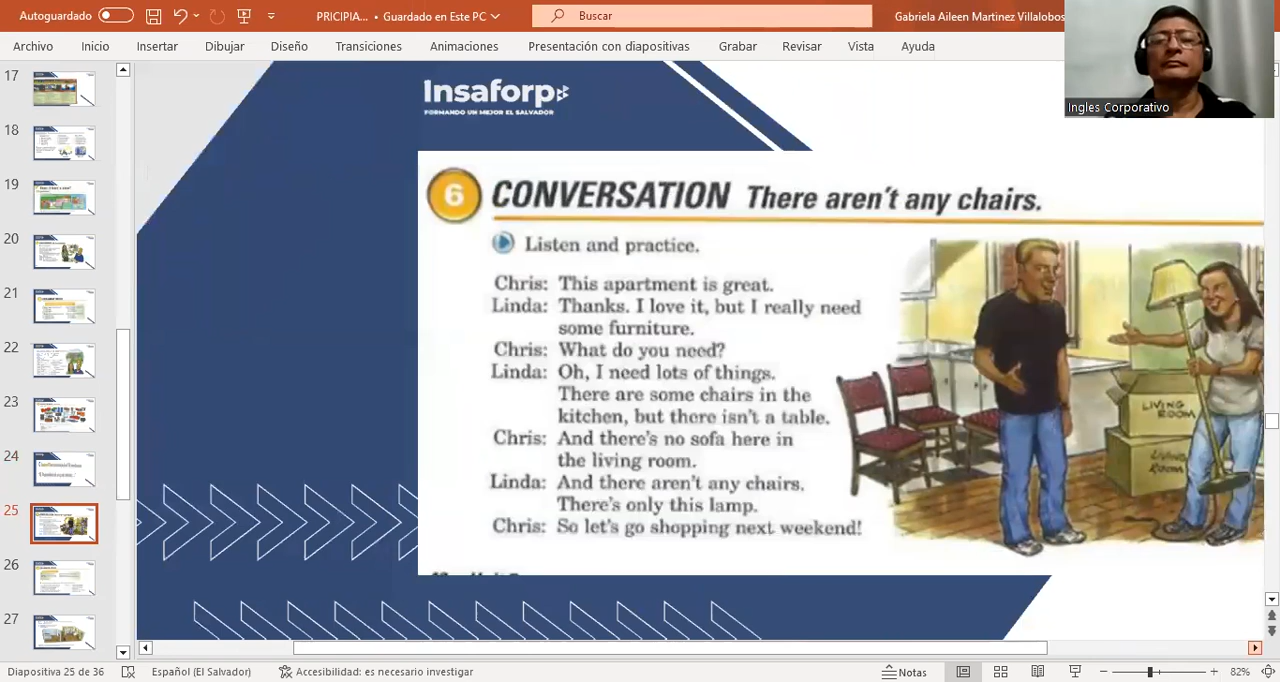 Autoguardado
PRICIPIA... • Guardado en Este PC
Buscar
Gabriela Aileen Martinez Villalobos
Archivo Inicio Insertar Dibujar Diseño Transiciones Animaciones Presentación con diapositivas Grabar Revisar Vista Ayuda
Ingles Corporativo
17
18
19
20
21
22
23
24
25
26
27
Insaforp
FORMANDO UN MEJOR EL SALVADOR
6 CONVERSATION There aren't any chairs.
Listen and practice.
Chris: This apartment is great.
Linda: Thanks. I love it, but I really need
some furniture.
Chris: What do you need?
Linda: Oh, I need lots of things.
There are some chairs in the
kitchen, but there isn't a table.
Chris: And there's no sofa here in
the living room.
Linda: And there aren't any chairs.
There's only this lamp.
Chris: So let's go shopping next weekend!
LIVING
ROOM
LIVING
ROOM
Diapositiva 25 de 36
Español (El Salvador)
Accesibilidad: es necesario investigar
Notas
82%